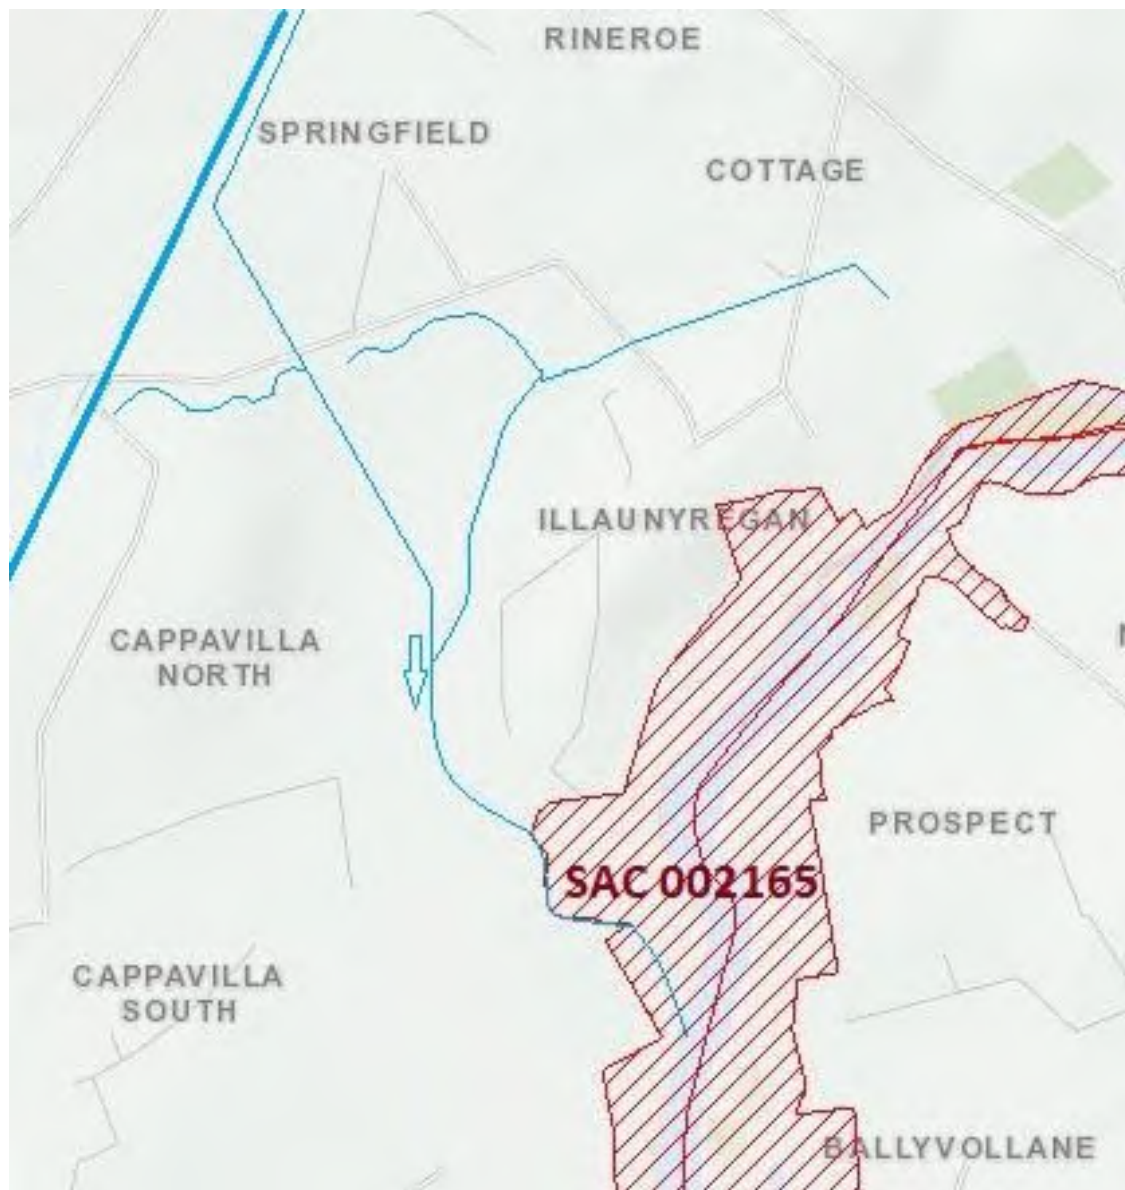 RINEROE
SPRINGFIELD
COTTAGE
ILLAUNYREGAN
CAPPAVILLA
NORTH
PROSPECT
SAC 002165
CAPPAVILLA
SOUTH
BALLYVOLLANE